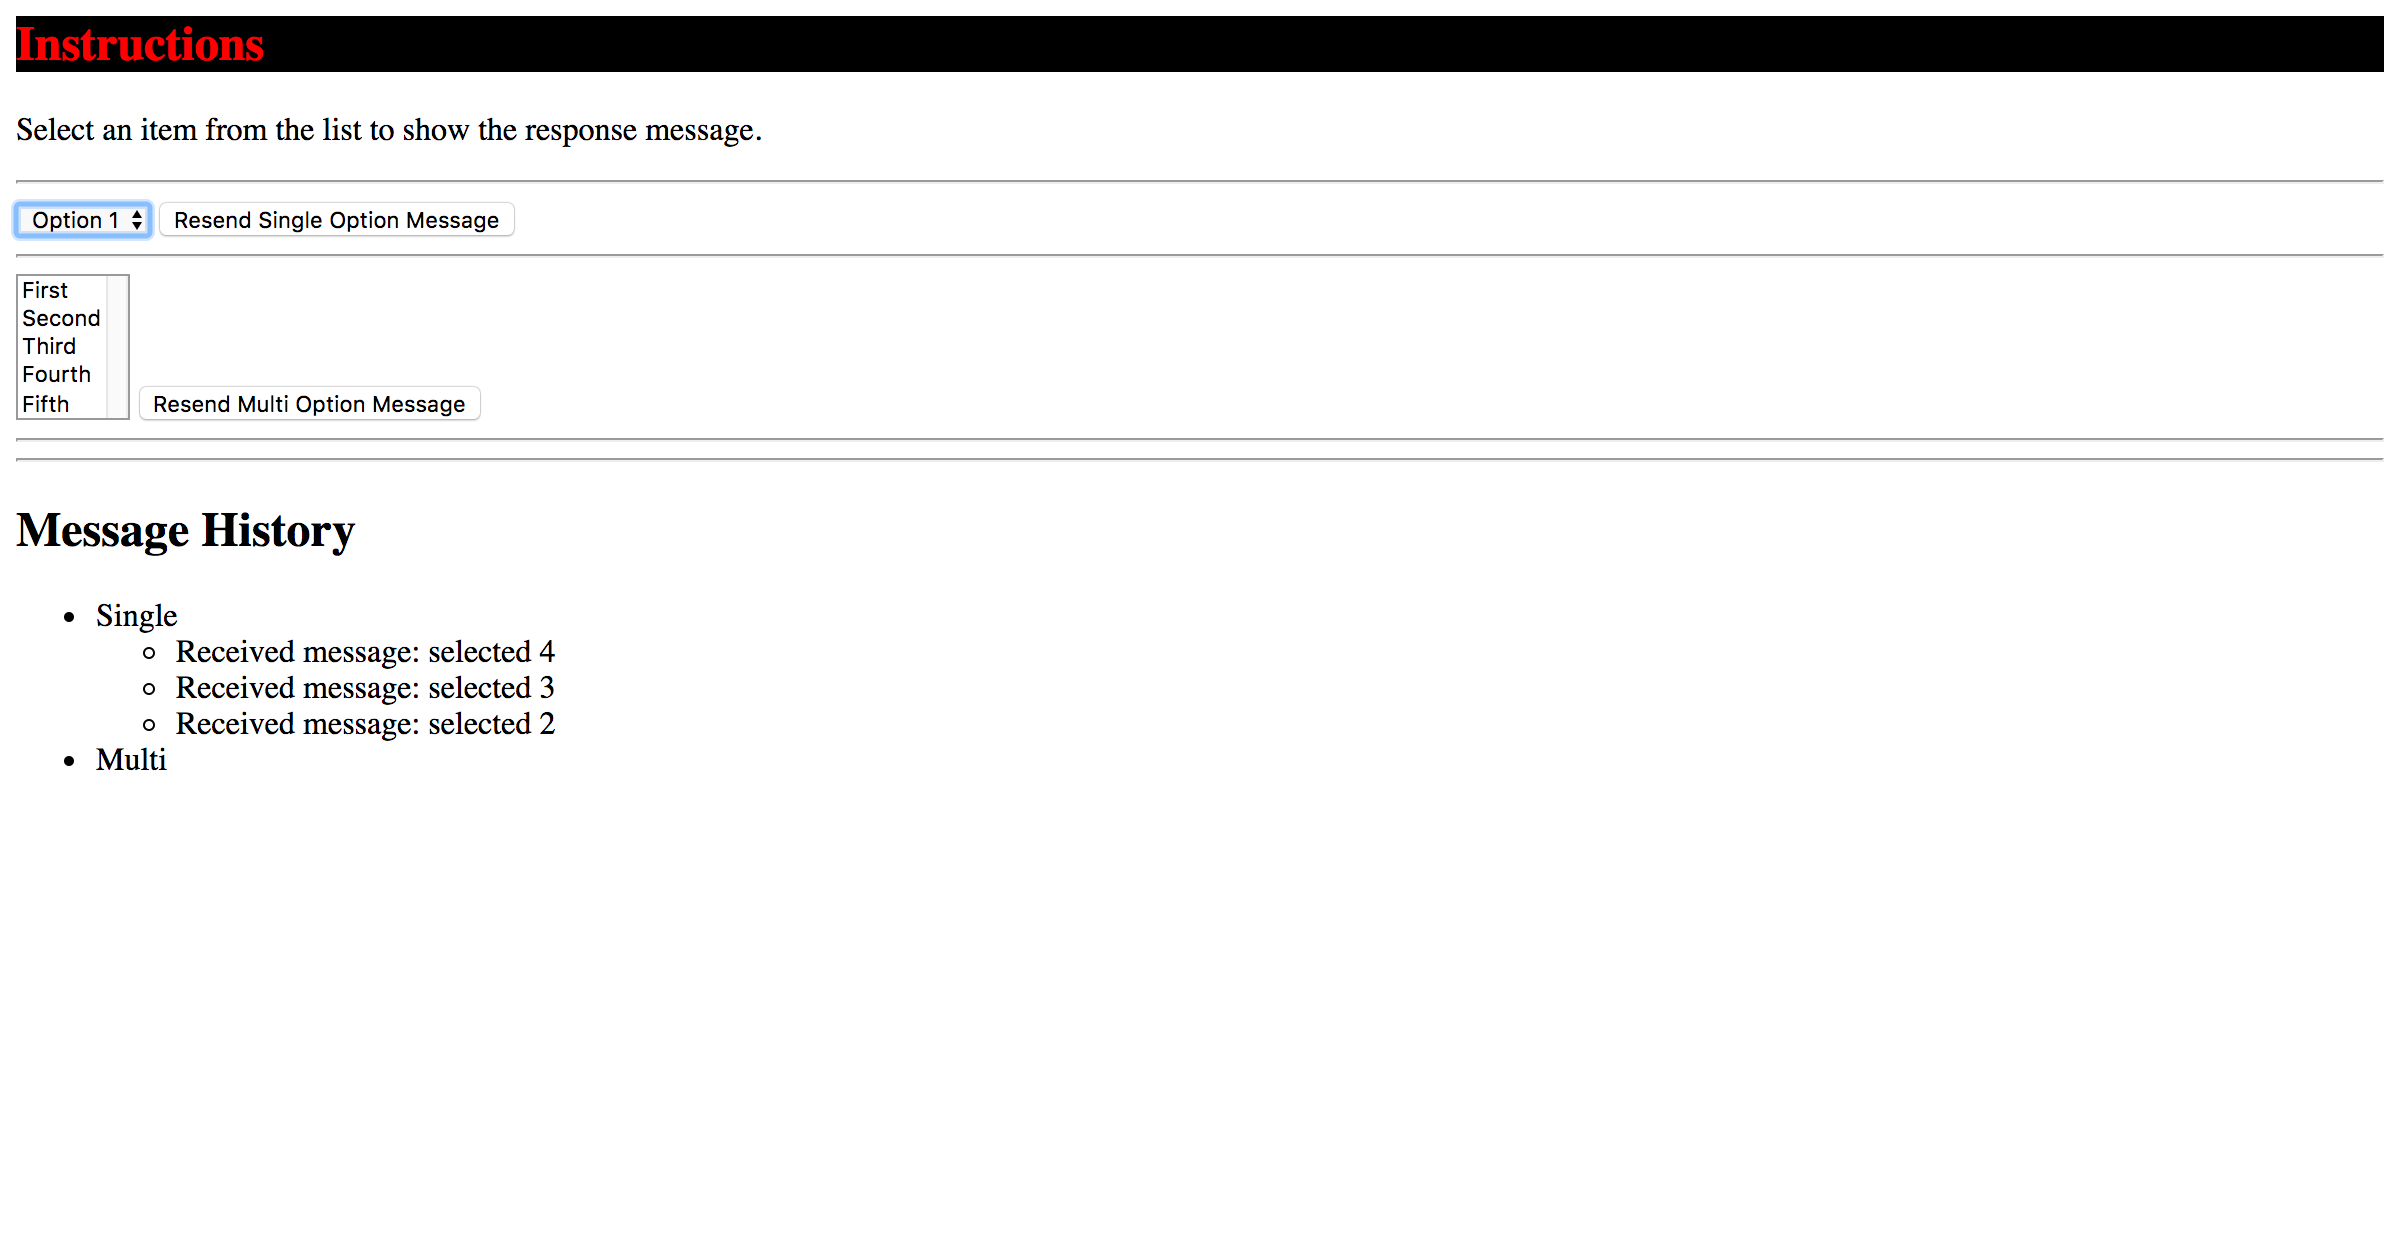 Instructions
Select an item from the list to show the response message.
Option 1 Resend Single Option Message
First
Second
Third
Fourth
Fifth Resend Multi Option Message
Message History
Single
Received message: selected 4
Received message: selected 3
Received message: selected 2
Multi